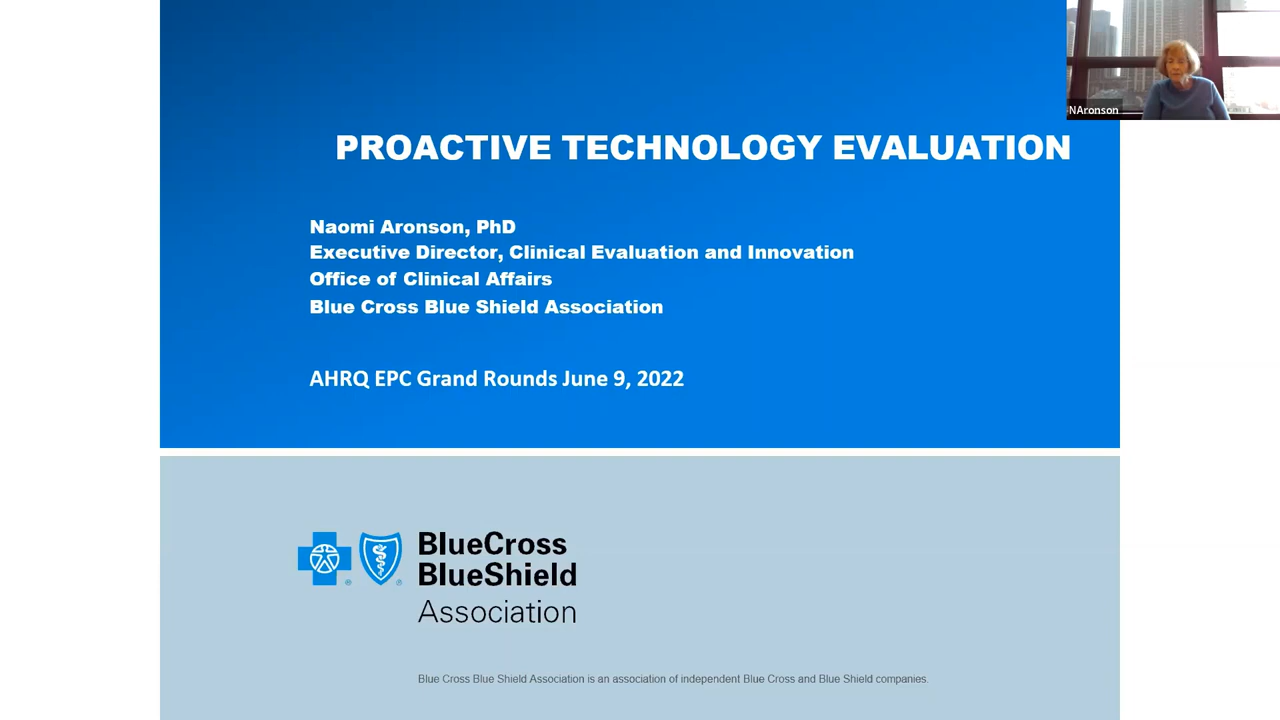 NAronson
PROACTIVE TECHNOLOGY EVALUATION
Naomi Aronson, PhD
Executive Director, Clinical Evaluation and Innovation
Office of Clinical Affairs
Blue Cross Blue Shield Association
AHRQ EPC Grand Rounds June 9, 2022
BlueCross
BlueShield
Association
Blue Cross Blue Shield Association is an association of independent Blue Cross and Blue Shield companies.